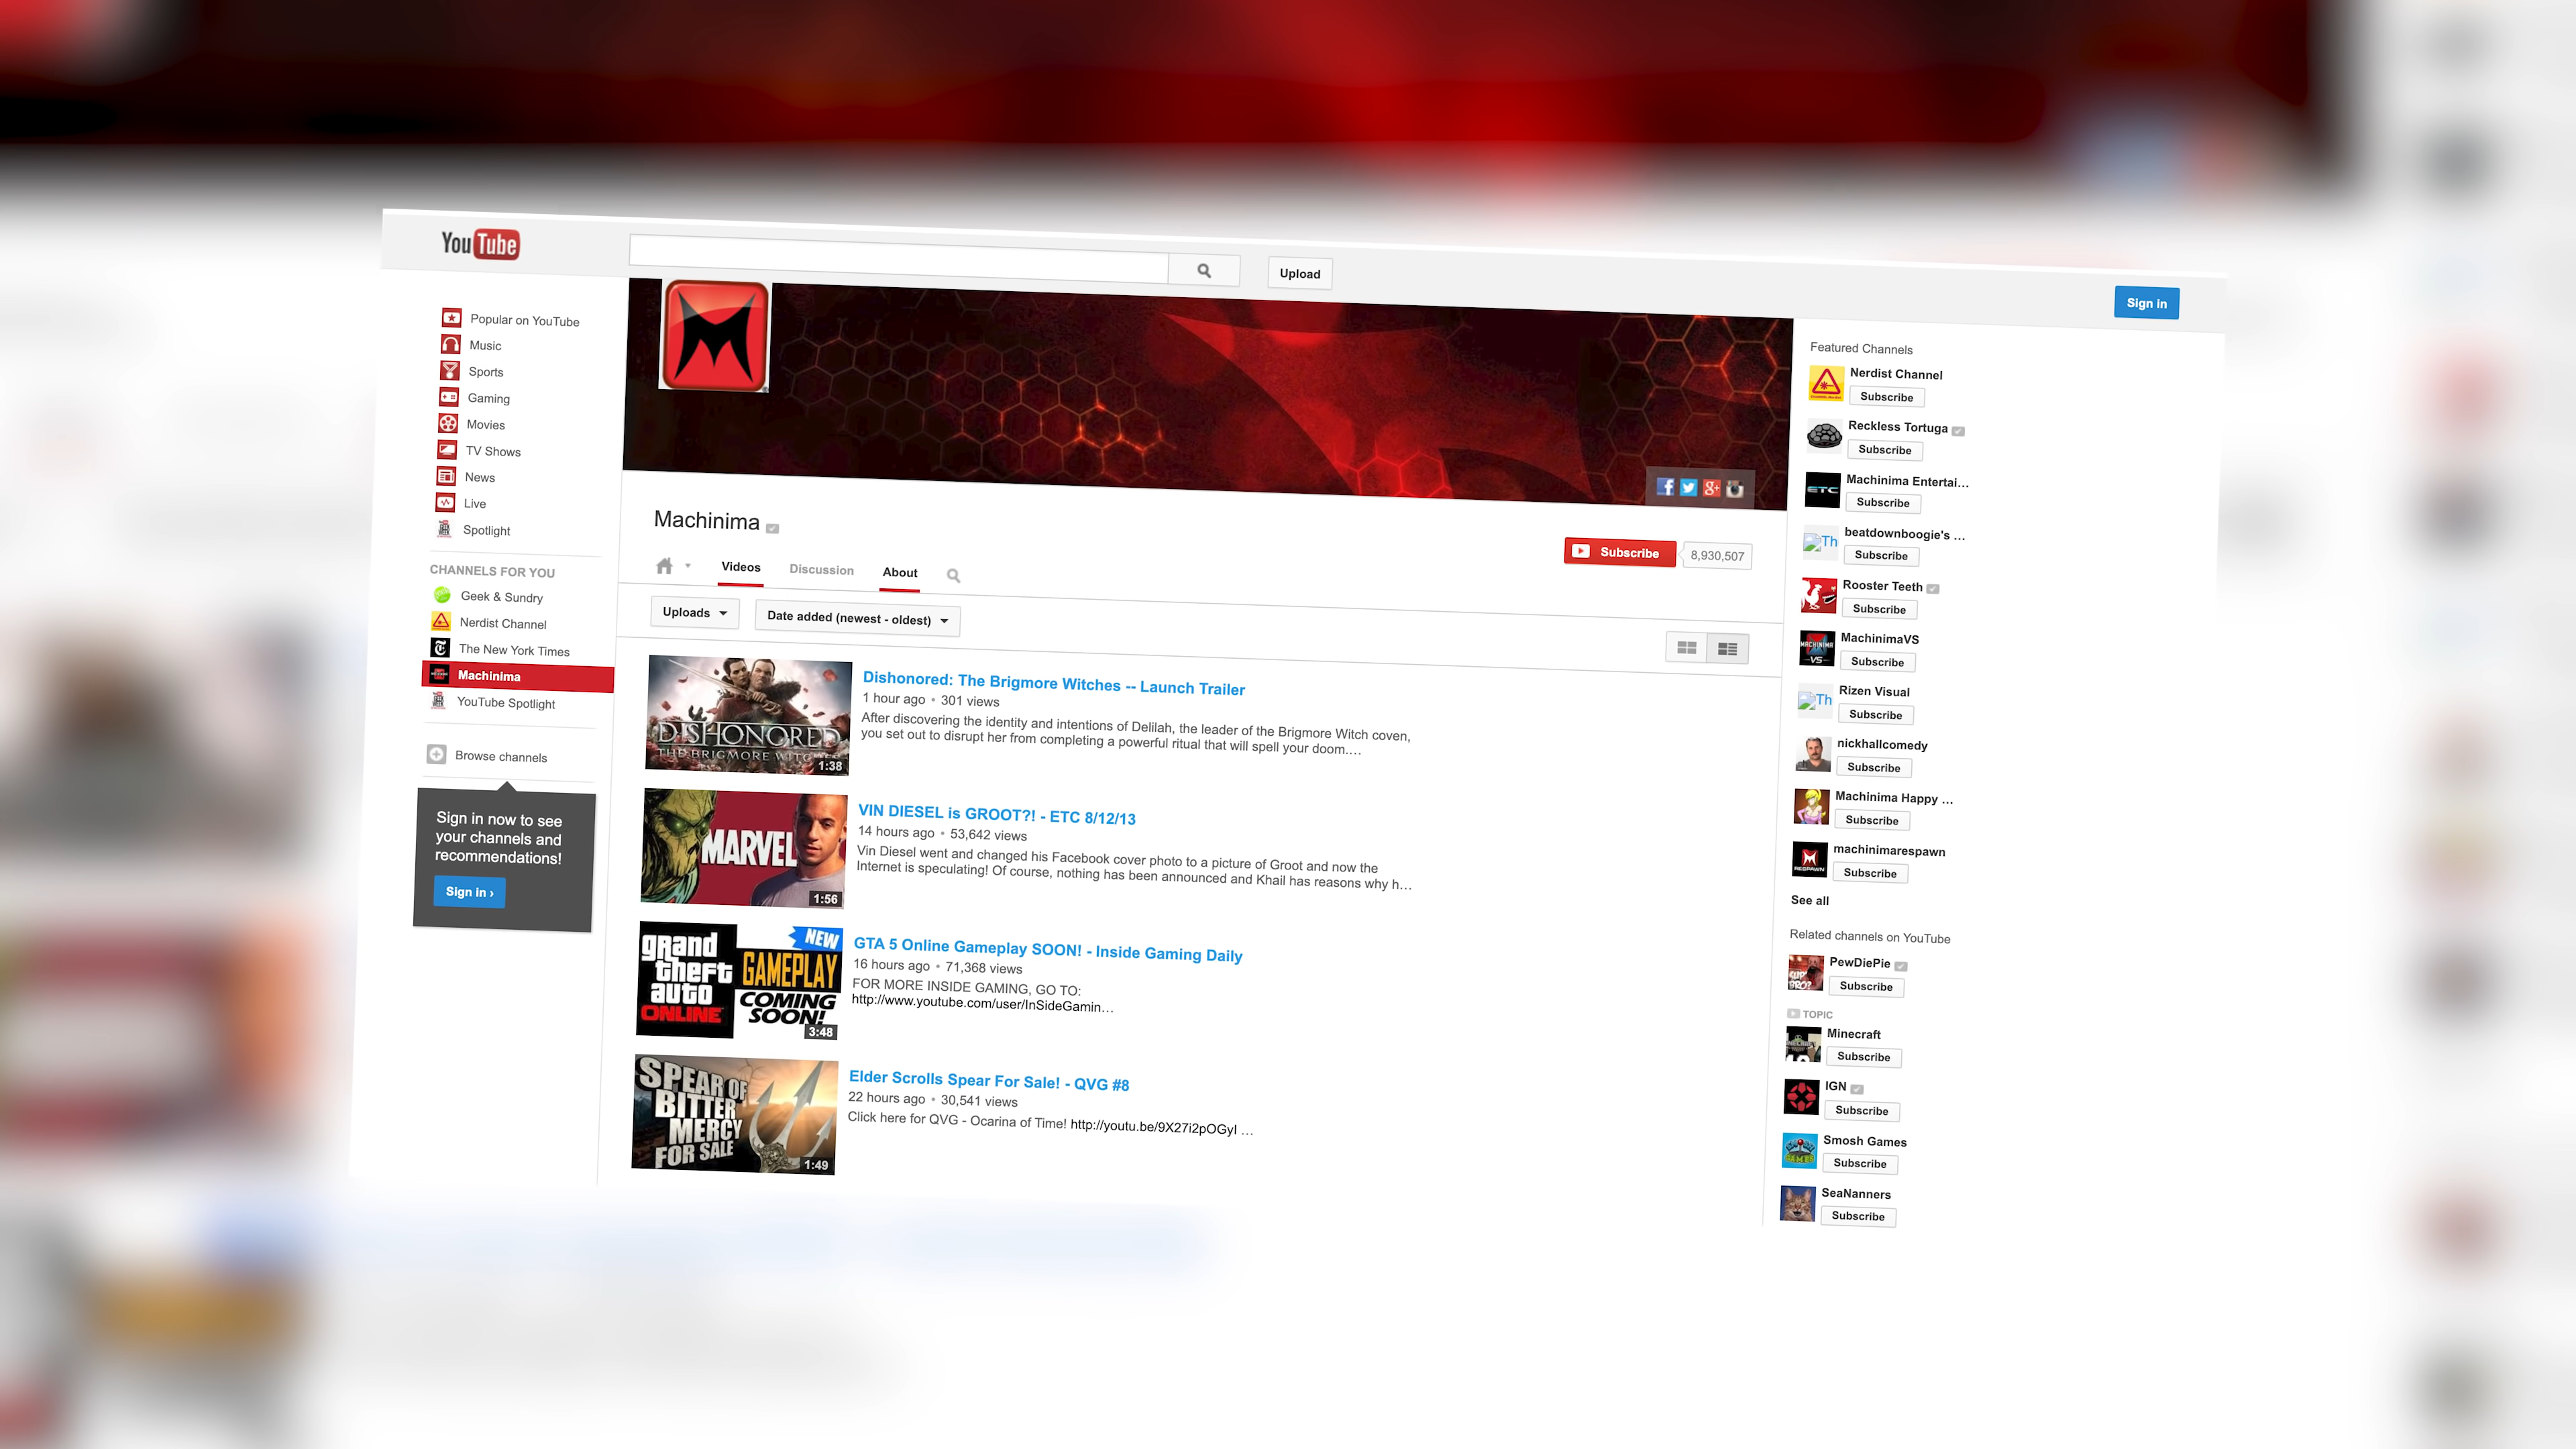 YouTube
Upload
Sign in
Popular on YouTube
Music
Sports
Gaming
Movies
TV Shows
News
Live
Spotlight
CHANNELS FOR YOU
Geek & Sundry
Nerdist Channel
The New York Times
Machinima
YouTube Spotlight
Browse channels
Sign in now to see
your channels and
recommendations!
Sign in ›
Machinima
Subscribe 8,930,507
Videos Discussion About
Uploads Date added (newest - oldest)
DISHONORED
THE BRIGMORE WITCHES
1:38
Dishonored: The Brigmore Witches -- Launch Trailer
1 hour ago • 301 views
After discovering the identity and intentions of Delilah, the leader of the Brigmore Witch coven,
you set out to disrupt her from completing a powerful ritual that will spell your doom....
MARVEL
1:56
VIN DIESEL is GROOT?! - ETC 8/12/13
14 hours ago • 53,642 views
Vin Diesel went and changed his Facebook cover photo to a picture of Groot and now the
Internet is speculating! Of course, nothing has been announced and Khail has reasons why h...
grand
theft
auto
ONLINE
NEW
GAMEPLAY
COMING
SOON!
3:48
GTA 5 Online Gameplay SOON! - Inside Gaming Daily
16 hours ago • 71,368 views
FOR MORE INSIDE GAMING, GO TO:
http://www.youtube.com/user/InSideGamin...
SPEAR OF
BITTER
MERCY
FOR SALE
1:49
Elder Scrolls Spear For Sale! - QVG #8
22 hours ago • 30,541 views
Click here for QVG - Ocarina of Time! http://youtu.be/9X27i2pOGyI ...
Featured Channels
Nerdist Channel
Subscribe
Reckless Tortuga
Subscribe
ETC
Machinima Entertai...
Subscribe
Th
beatdownboogie's ...
Subscribe
Rooster Teeth
Subscribe
MACHINIMA
VS
MachinimaVS
Subscribe
Th
Rizen Visual
Subscribe
nickhallcomedy
Subscribe
Machinima Happy ...
Subscribe
RESPAWN
machinimarespawn
Subscribe
See all
Related channels on YouTube
PewDiePie
Subscribe
TOPIC
Minecraft
Subscribe
IGN
Subscribe
Smosh Games
Subscribe
SeaNanners
Subscribe